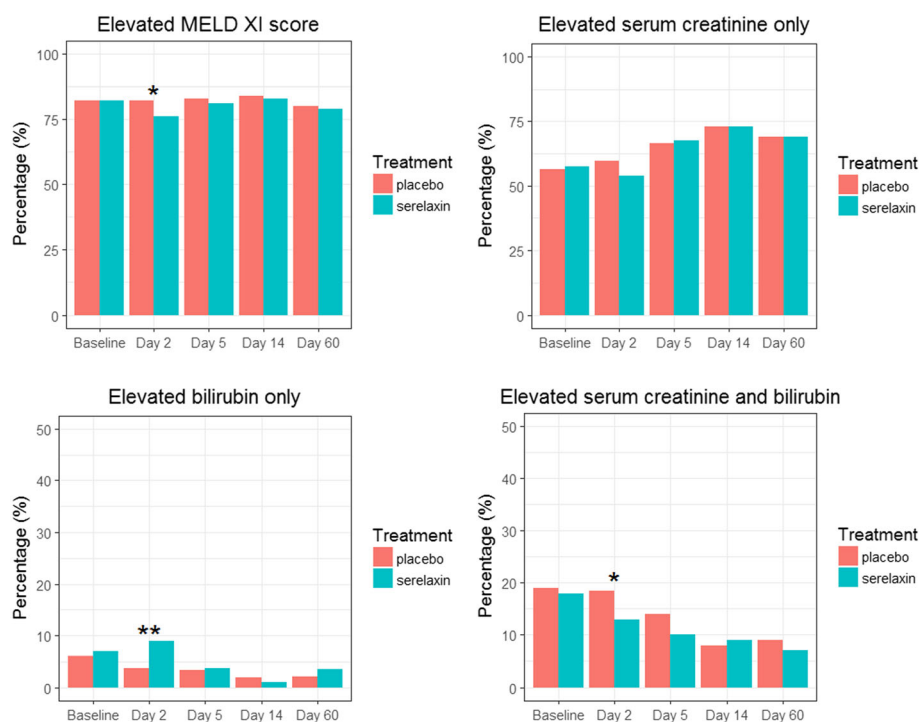 Elevated MELD XI score
Percentage (%)
100
75
50
25
0
*
Baseline Day 2 Day 5 Day 14 Day 60
Treatment
placebo
serelaxin
Elevated serum creatinine only
Percentage (%)
100
75
50
25
0
Baseline Day 2 Day 5 Day 14 Day 60
Treatment
placebo
serelaxin
Elevated bilirubin only
Percentage (%)
50
40
30
20
10
0
**
Baseline Day 2 Day 5 Day 14 Day 60
Treatment
placebo
serelaxin
Elevated serum creatinine and bilirubin
Percentage (%)
50
40
30
20
10
0
*
Baseline Day 2 Day 5 Day 14 Day 60
Treatment
placebo
serelaxin